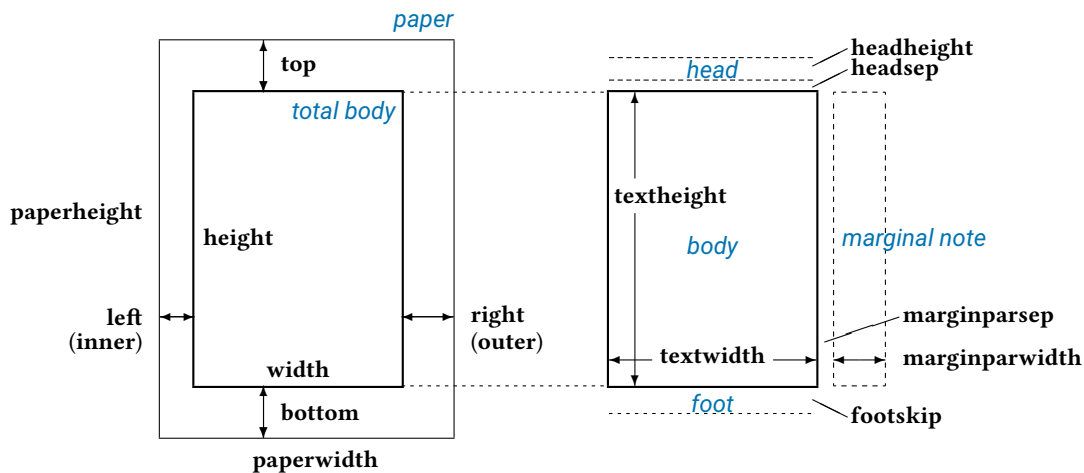 paper
top
total body
paperheight
height
left
(inner)
right
(outer)
width
bottom
paperwidth
headheight
head
headsep
textheight
body
marginal note
marginparsep
textwidth
marginparwidth
foot
footskip